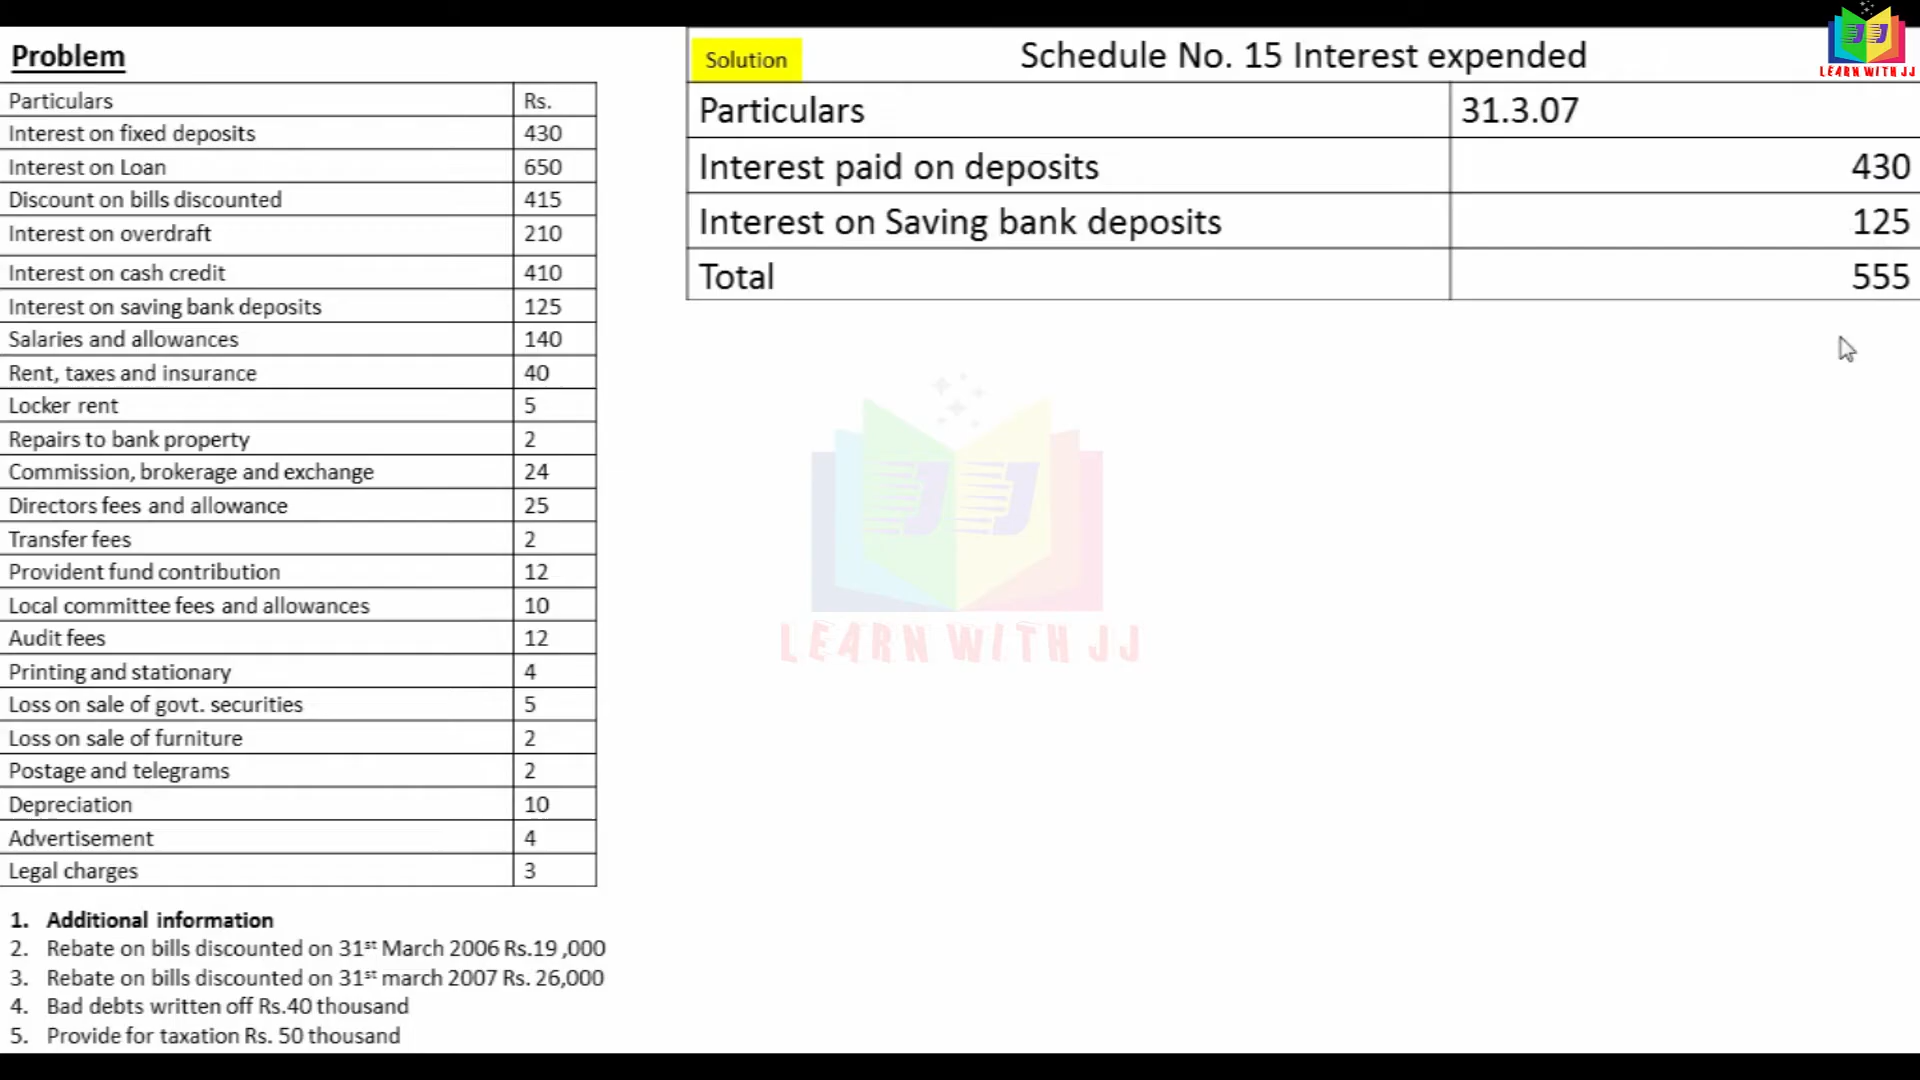 Problem
Particulars Rs.
Interest on fixed deposits 430
Interest on Loan 650
Discount on bills discounted 415
Interest on overdraft 210
Interest on cash credit 410
Interest on saving bank deposits 125
Salaries and allowances 140
Rent, taxes and insurance 40
Locker rent 5
Repairs to bank property 2
Commission, brokerage and exchange 24
Directors fees and allowance 25
Transfer fees 2
Provident fund contribution 12
Local committee fees and allowances 10
Audit fees 12
Printing and stationary 4
Loss on sale of govt. securities 5
Loss on sale of furniture 2
Postage and telegrams 2
Depreciation 10
Advertisement 4
Legal charges 3
1. Additional information
2. Rebate on bills discounted on 31st March 2006 Rs.19 ,000
3. Rebate on bills discounted on 31st march 2007 Rs. 26,000
4. Bad debts written off Rs.40 thousand
5. Provide for taxation Rs. 50 thousand
Solution Schedule No. 15 Interest expended
Particulars 31.3.07
Interest paid on deposits 430
Interest on Saving bank deposits 125
Total 555
JJ
LEARN WITH JJ
JJ
LEARN WITH JJ